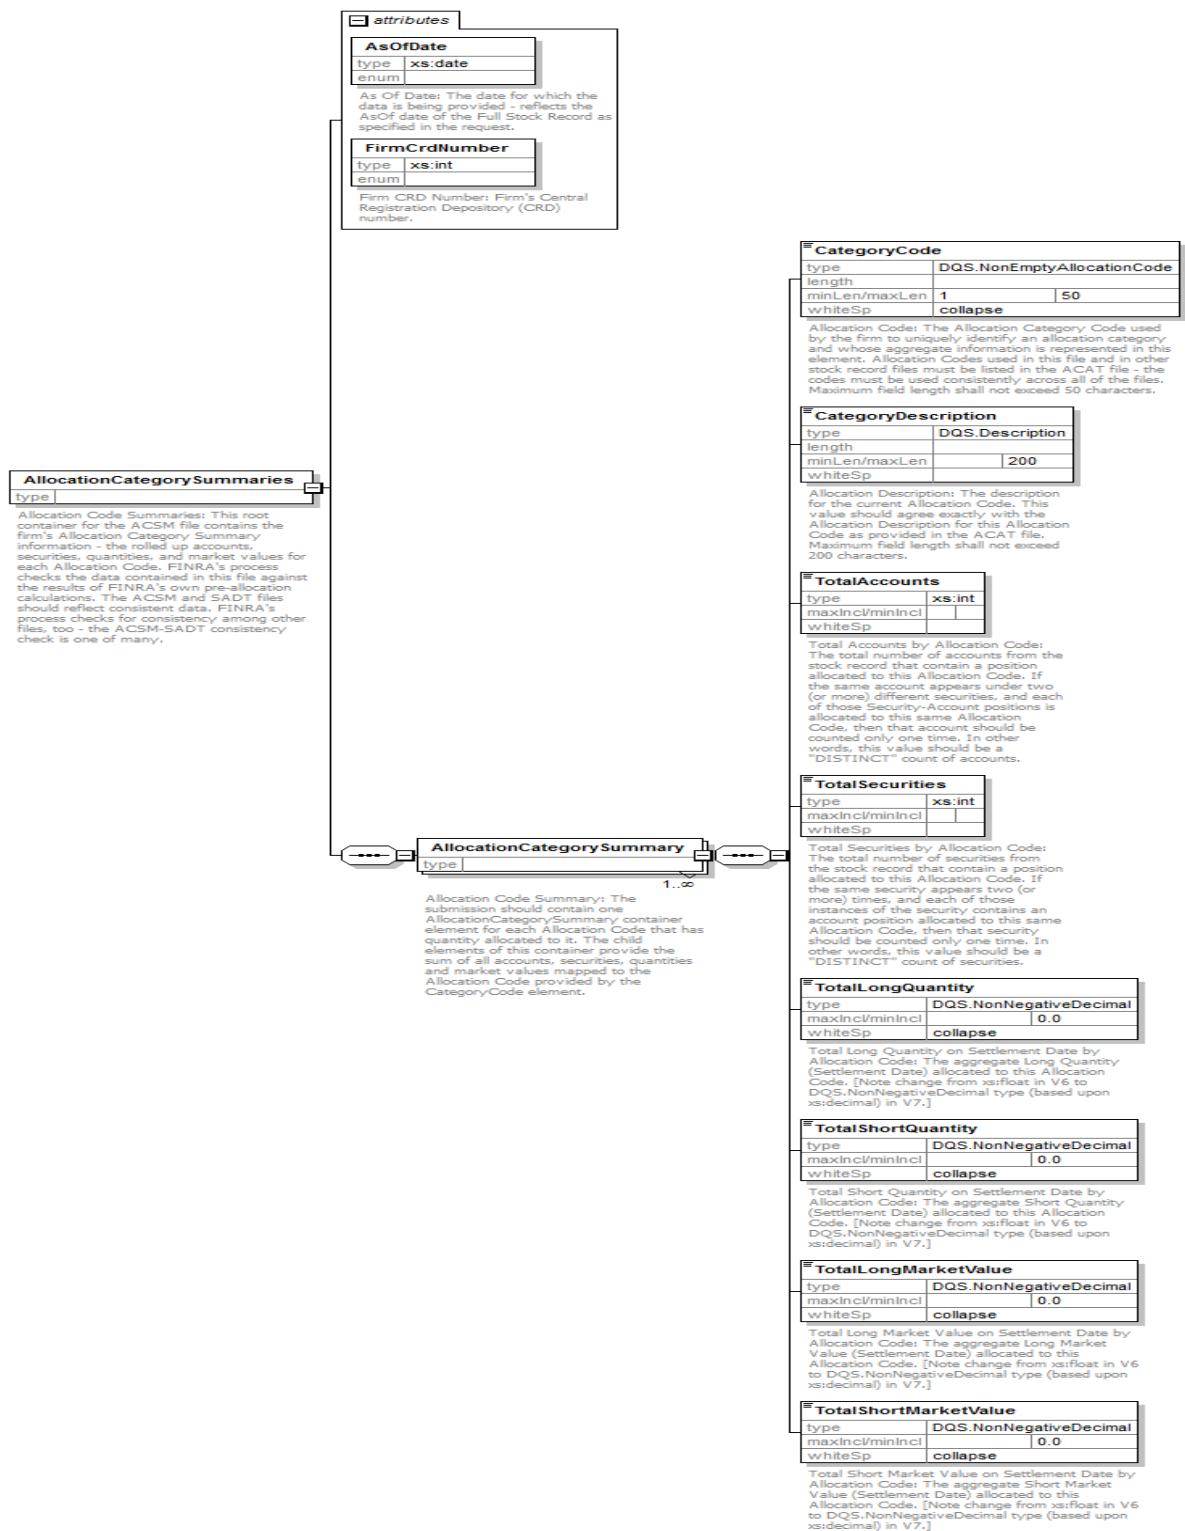 attributes
AsOfDate
type xs:date
enum
As Of Date: The date for which the
data is being provided - reflects the
AsOf date of the Full Stock Record as
specified in the request.
FirmCrdNumber
type xs:int
enum
Firm CRD Number: Firm's Central
Registration Depository (CRD)
number.
AllocationCategorySummaries
type
Allocation Code Summaries: This root
container for the ACSM file contains the
firm's Allocation Category Summary
information - the rolled up accounts,
securities, quantities, and market values for
each Allocation Code. FINRA's process
checks the data contained in this file against
the results of FINRA's own pre-allocation
calculations. The ACSM and SADT files
should reflect consistent data. FINRA's
process checks for consistency among other
files, too - the ACSM-SADT consistency
check is one of many.
AllocationCategorySummary
type
1..∞
Allocation Code Summary: The
submission should contain one
AllocationCategorySummary container
element for each Allocation Code that has
quantity allocated to it. The child
elements of this container provide the
sum of all accounts, securities, quantities
and market values mapped to the
Allocation Code provided by the
CategoryCode element.
CategoryCode
type DQS.NonEmptyAllocationCode
length
minLen/maxLen 1 50
whiteSp collapse
Allocation Code: The Allocation Category Code used
by the firm to uniquely identify an allocation category
and whose aggregate information is represented in this
element. Allocation Codes used in this file and in other
stock record files must be listed in the ACAT file - the
codes must be used consistently across all of the files.
Maximum field length shall not exceed 50 characters.
CategoryDescription
type DQS.Description
length
minLen/maxLen 200
whiteSp
Allocation Description: The description
for the current Allocation Code. This
value should agree exactly with the
Allocation Description for this Allocation
Code as provided in the ACAT file.
Maximum field length shall not exceed
200 characters.
TotalAccounts
type xs:int
maxIncl/minIncl
whiteSp
Total Accounts by Allocation Code:
The total number of accounts from the
stock record that contain a position
allocated to this Allocation Code. If
the same account appears under two
(or more) different securities, and each
of those Security-Account positions is
allocated to this same Allocation
Code, then that account should be
counted only one time. In other
words, this value should be a
"DISTINCT" count of accounts.
TotalSecurities
type xs:int
maxIncl/minIncl
whiteSp
Total Securities by Allocation Code:
The total number of securities from
the stock record that contain a position
allocated to this Allocation Code. If
the same security appears two (or
more) times, and each of those
instances of the security contains an
account position allocated to this same
Allocation Code, then that security
should be counted only one time. In
other words, this value should be a
"DISTINCT" count of securities.
TotalLongQuantity
type DQS.NonNegativeDecimal
maxIncl/minIncl 0.0
whiteSp collapse
Total Long Quantity on Settlement Date by
Allocation Code: The aggregate Long Quantity
(Settlement Date) allocated to this Allocation
Code. [Note change from xs:float in V6 to
DQS.NonNegativeDecimal type (based upon
xs:decimal) in V7.]
TotalShortQuantity
type DQS.NonNegativeDecimal
maxIncl/minIncl 0.0
whiteSp collapse
Total Short Quantity on Settlement Date by
Allocation Code: The aggregate Short Quantity
(Settlement Date) allocated to this Allocation
Code. [Note change from xs:float in V6 to
DQS.NonNegativeDecimal type (based upon
xs:decimal) in V7.]
TotalLongMarketValue
type DQS.NonNegativeDecimal
maxIncl/minIncl 0.0
whiteSp collapse
Total Long Market Value on Settlement Date by
Allocation Code: The aggregate Long Market
Value (Settlement Date) allocated to this
Allocation Code. [Note change from xs:float in V6
to DQS.NonNegativeDecimal type (based upon
xs:decimal) in V7.]
TotalShortMarketValue
type DQS.NonNegativeDecimal
maxIncl/minIncl 0.0
whiteSp collapse
Total Short Market Value on Settlement Date by
Allocation Code: The aggregate Short Market
Value (Settlement Date) allocated to this
Allocation Code. [Note change from xs:float in V6
to DQS.NonNegativeDecimal type (based upon
xs:decimal) in V7.]